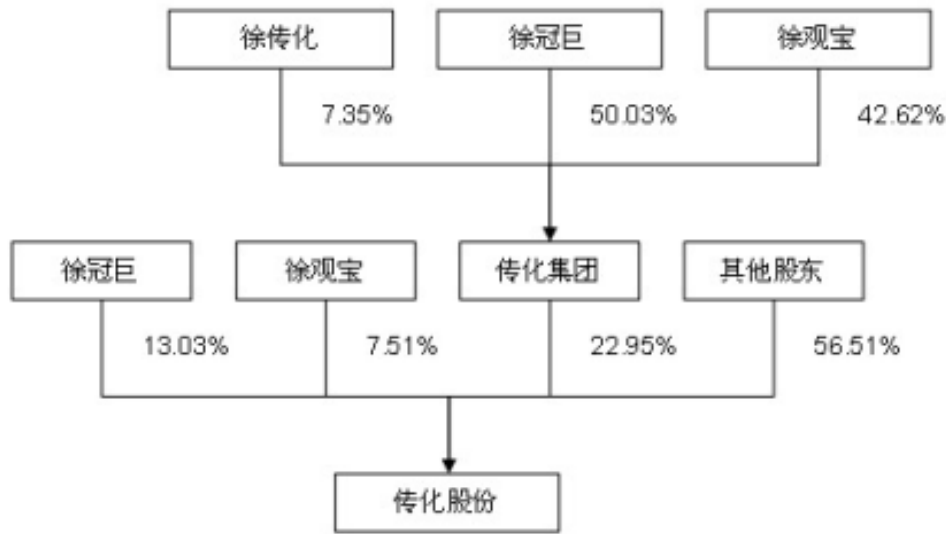 徐传化 徐冠巨 徐观宝
7.35% 50.03% 42.62%
徐冠巨 徐观宝 传化集团 其他股东
13.03% 7.51% 22.95% 56.51%
传化股份